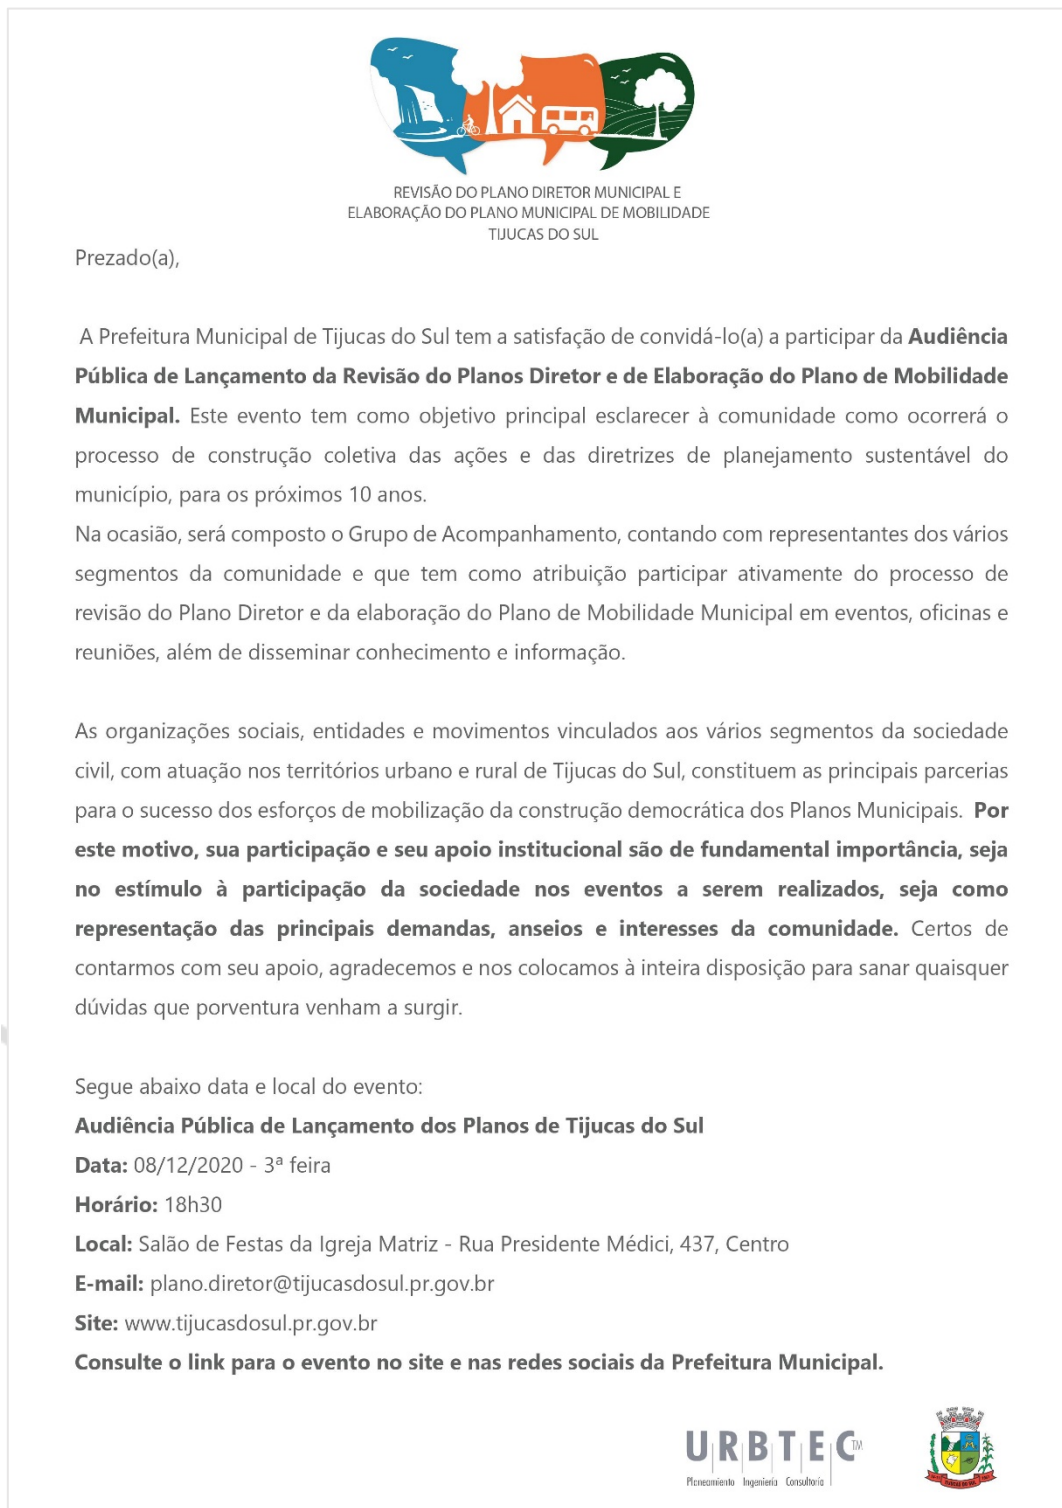 REVISÃO DO PLANO DIRETOR MUNICIPAL E
ELABORAÇÃO DO PLANO MUNICIPAL DE MOBILIDADE
TIJUCAS DO SUL
Prezado(a),
A Prefeitura Municipal de Tijucas do Sul tem a satisfação de convidá-lo(a) a participar da Audiência
Pública de Lançamento da Revisão do Planos Diretor e de Elaboração do Plano de Mobilidade
Municipal. Este evento tem como objetivo principal esclarecer à comunidade como ocorrerá o
processo de construção coletiva das ações e das diretrizes de planejamento sustentável do
município, para os próximos 10 anos.
Na ocasião, será composto o Grupo de Acompanhamento, contando com representantes dos vários
segmentos da comunidade e que tem como atribuição participar ativamente do processo de
revisão do Plano Diretor e da elaboração do Plano de Mobilidade Municipal em eventos, oficinas e
reuniões, além de disseminar conhecimento e informação.
As organizações sociais, entidades e movimentos vinculados aos vários segmentos da sociedade
civil, com atuação nos territórios urbano e rural de Tijucas do Sul, constituem as principais parcerias
para o sucesso dos esforços de mobilização da construção democrática dos Planos Municipais. Por
este motivo, sua participação e seu apoio institucional são de fundamental importância, seja
no estímulo à participação da sociedade nos eventos a serem realizados, seja como
representação das principais demandas, anseios e interesses da comunidade. Certos de
contarmos com seu apoio, agradecemos e nos colocamos à inteira disposição para sanar quaisquer
dúvidas que porventura venham a surgir.
Segue abaixo data e local do evento:
Audiência Pública de Lançamento dos Planos de Tijucas do Sul
Data: 08/12/2020 - 3ª feira
Horário: 18h30
Local: Salão de Festas da Igreja Matriz - Rua Presidente Médici, 437, Centro
E-mail: plano.diretor@tijucasdosul.pr.gov.br
Site: www.tijucasdosul.pr.gov.br
Consulte o link para o evento no site e nas redes sociais da Prefeitura Municipal.
URBTEC TM
Planeamiento Ingeniería Consultoría